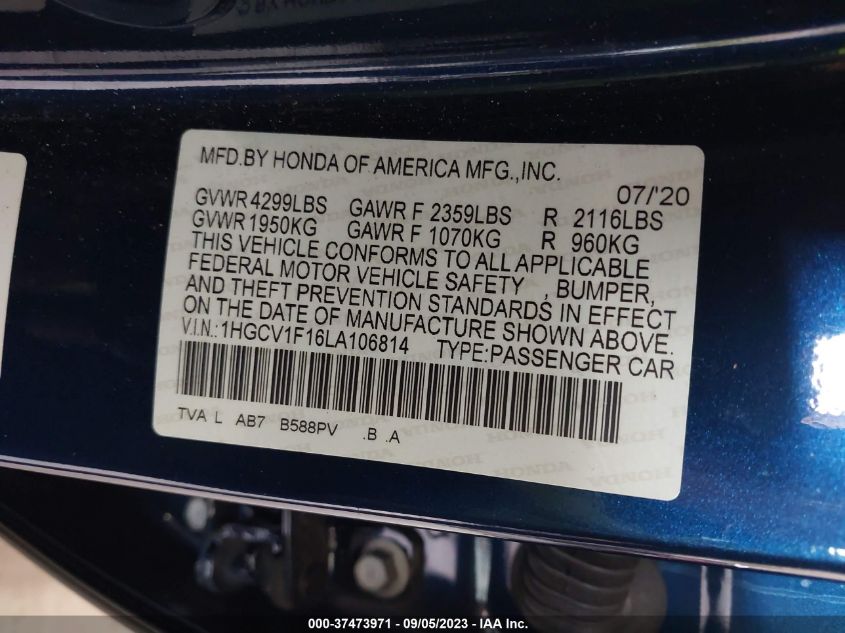 MFD.BY HONDA OF AMERICA MFG.,INC.
07/'20
GVWR 4299LBS GAWR F 2359LBS R 2116LBS
GVWR 1950KG GAWR F 1070KG R 960KG
THIS VEHICLE CONFORMS TO ALL APPLICABLE
FEDERAL MOTOR VEHICLE SAFETY , BUMPER,
AND THEFT PREVENTION STANDARDS IN EFFECT
ON THE DATE OF MANUFACTURE SHOWN ABOVE.
V.I.N.:1HGCV1F16LA106814 TYPE:PASSENGER CAR
TVA L AB7 B588PV .B .A
000-37473971 / 09/05/2023 - IAA Inc.